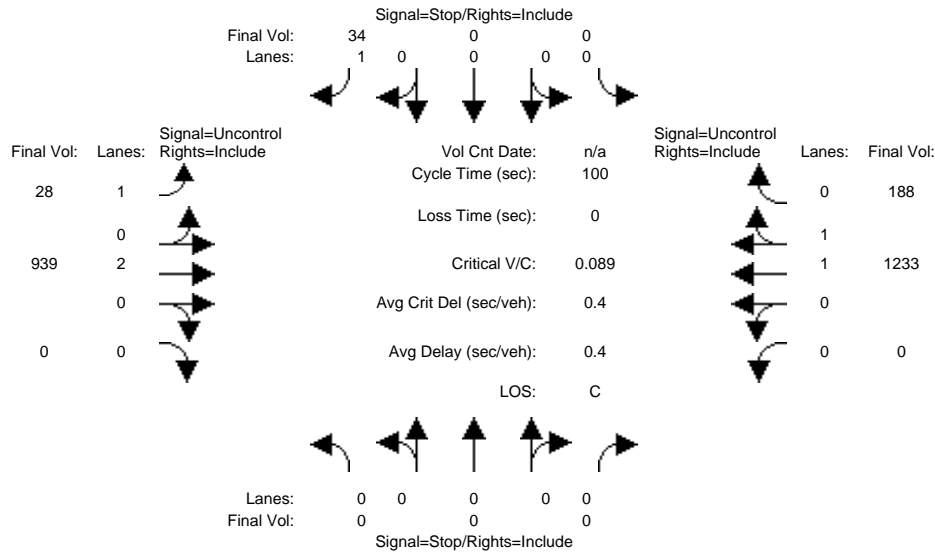 Signal=Stop/Rights=Include
Final Vol: 34 0 0
Lanes: 1 0 0 0 0
Signal=Uncontrol
Final Vol: Lanes: Rights=Include
Vol Cnt Date: n/a
Signal=Uncontrol
Rights=Include Lanes: Final Vol:
Cycle Time (sec): 100
28 1
0 188
Loss Time (sec): 0
0
1
939 2
Critical V/C: 0.089
1 1233
0
Avg Crit Del (sec/veh): 0.4
0
0 0
Avg Delay (sec/veh): 0.4
0 0
LOS: C
Lanes: 0 0 0 0 0
Final Vol: 0 0 0
Signal=Stop/Rights=Include